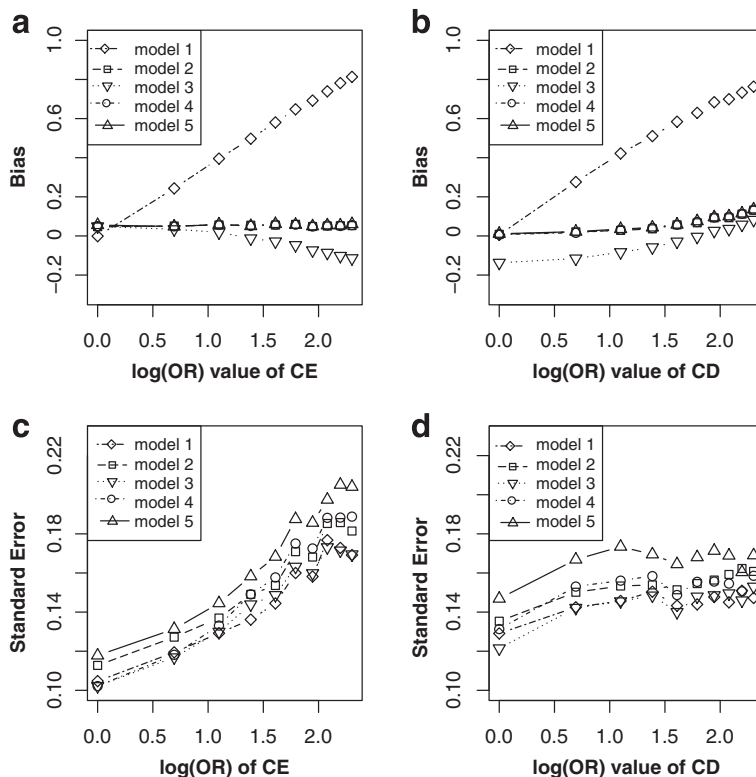 a
1.0
0.6
0.2
0
−0.2
Bias
model 1
model 2
model 3
model 4
model 5
0.0
0.5
1.0
1.5
2.0
log(OR) value of CE
b
1.0
0.6
0.2
0
−0.2
Bias
model 1
model 2
model 3
model 4
model 5
0.0
0.5
1.0
1.5
2.0
log(OR) value of CD
c
0.22
0.18
0.14
0.10
Standard Error
model 1
model 2
model 3
model 4
model 5
0.0
0.5
1.0
1.5
2.0
log(OR) of CE
d
0.22
0.18
0.14
0.10
Standard Error
model 1
model 2
model 3
model 4
model 5
0.0
0.5
1.0
1.5
2.0
log(OR) value of CD